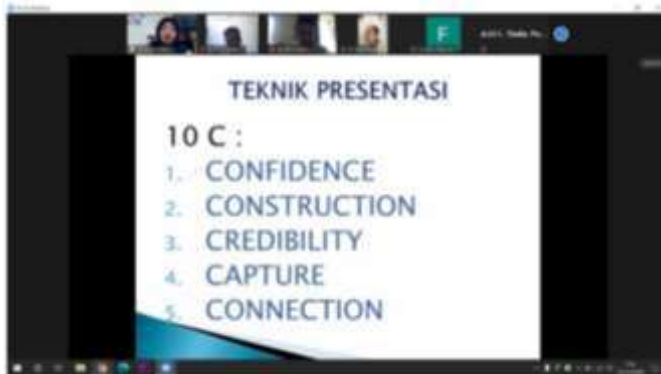 F
TEKNIK PRESENTASI
10 C :
1. CONFIDENCE
2. CONSTRUCTION
3. CREDIBILITY
4. CAPTURE
5. CONNECTION